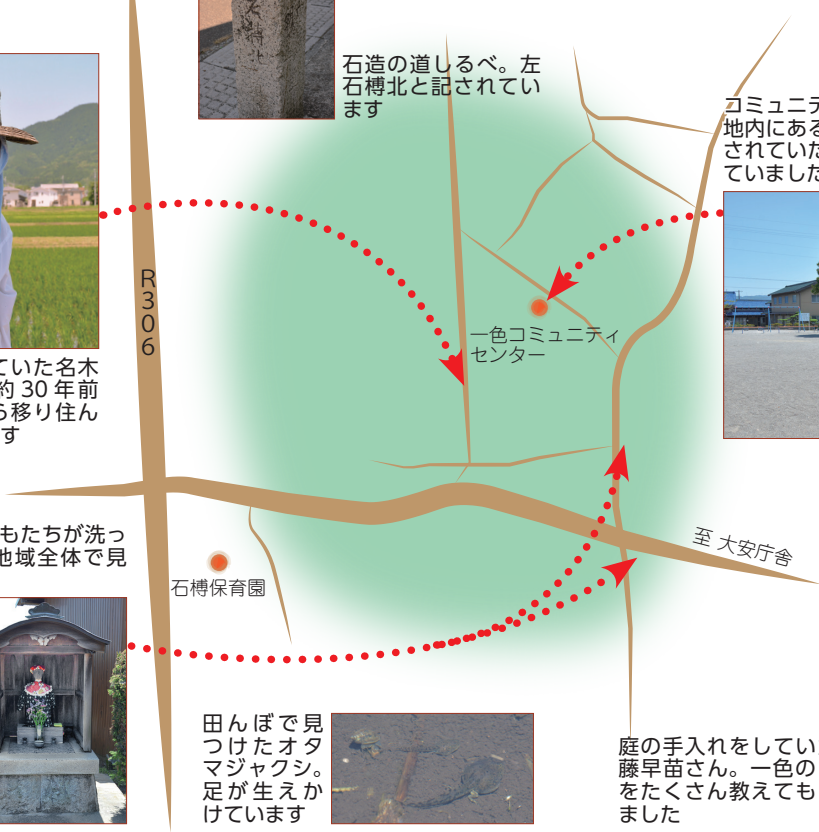 石造の道しるべ。左
石榑北と記されてい
ます
コミュニテ
地内にある
されていた
ていました
R306
一色コミュニティ
センター
ていた名木
約30年前
ら移り住ん
す
もたちが洗っ
地域全体で見
石榑保育園
至 大安庁舎
田んぼで見
つけたオタ
マジャクシ。
足が生えか
けています
庭の手入れをしてい
藤早苗さん。一色の
をたくさん教えても
ました